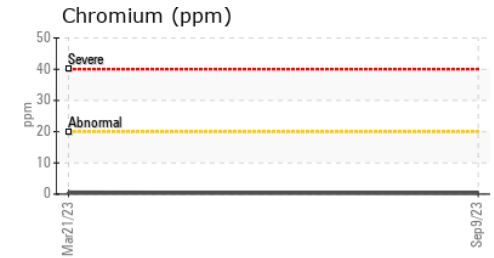 Chromium (ppm)
50
Severe
40
30
ppm
Abnormal
20
10
0
Mar21/23
Sep9/23